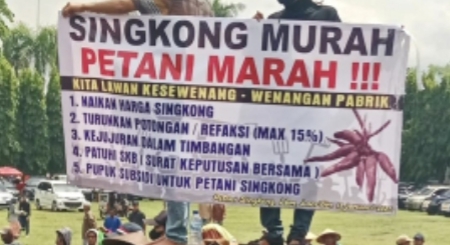 SINGKONG MURAH
PETANI MARAH !!!
KITA LAWAN KESEWENANG - WENANGAN PABRIK
1. NAIKAN HARGA SINGKONG
2. TURUNKAN POTONGAN / REFAKSI (MAX 15%)
3. KEJUJURAN DALAM TIMBANGAN
4. PATUHI SKB ( SURAT KEPUTUSAN BERSAMA )
5. PUPUK SUBSIDI UNTUK PETANI SINGKONG